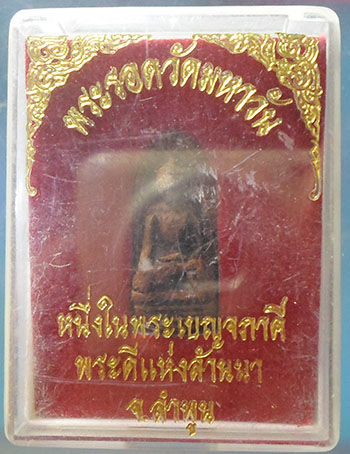 พระรอดวัดมหาวัน
หนึ่งในพระเบญจภาคี
พระดีแห่งล้านนา
จ.ลำพูน